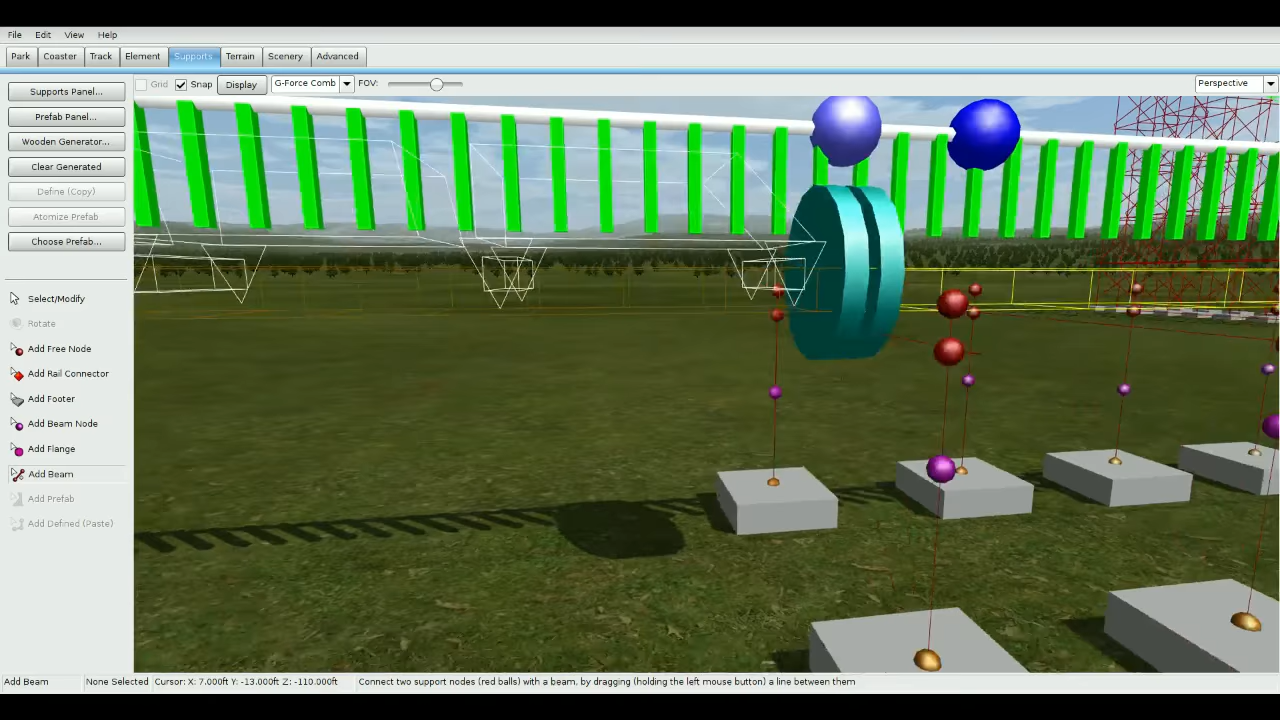 File Edit View Help
Park Coaster Track Element Supports Terrain Scenery Advanced
Supports Panel... Grid Snap Display G-Force Comb FOV: Perspective
Prefab Panel...
Wooden Generator...
Clear Generated
Define (Copy)
Atomize Prefab
Choose Prefab...
Select/Modify
Rotate
Add Free Node
Add Rail Connector
Add Footer
Add Beam Node
Add Flange
Add Beam
Add Prefab
Add Defined (Paste)
Add Beam None Selected Cursor: X: 7.000ft Y: -13.000ft Z: -110.000ft Connect two support nodes (red balls) with a beam, by dragging (holding the left mouse button) a line between them